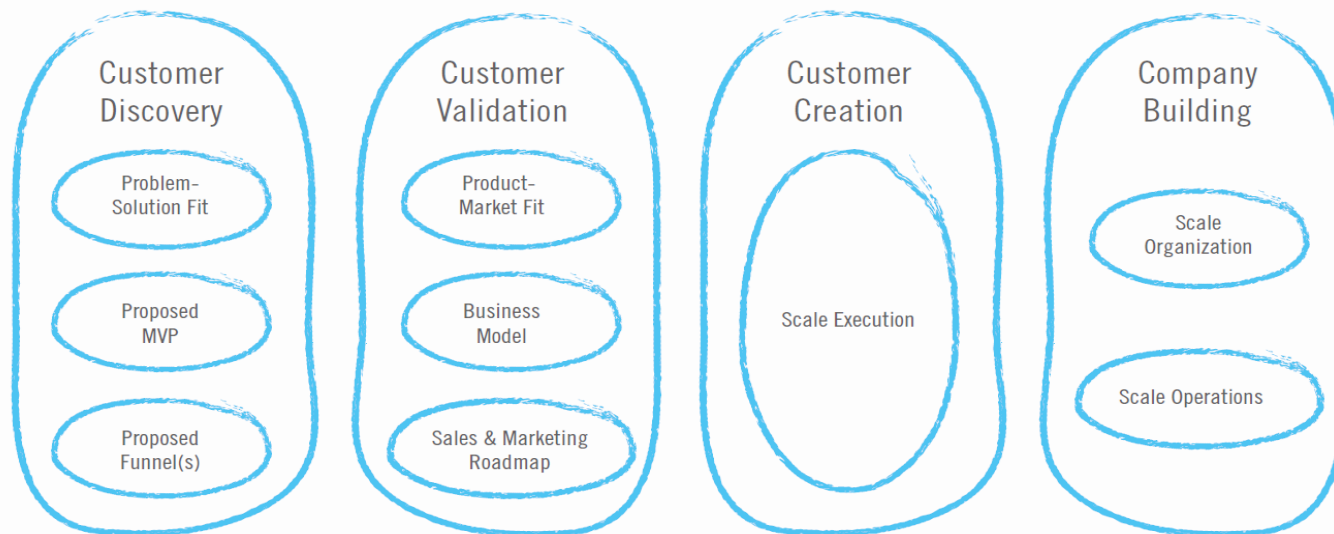 Customer
Discovery
Problem-
Solution Fit
Proposed
MVP
Proposed
Funnel(s)
Customer
Validation
Product-
Market Fit
Business
Model
Sales & Marketing
Roadmap
Customer
Creation
Scale Execution
Company
Building
Scale
Organization
Scale Operations